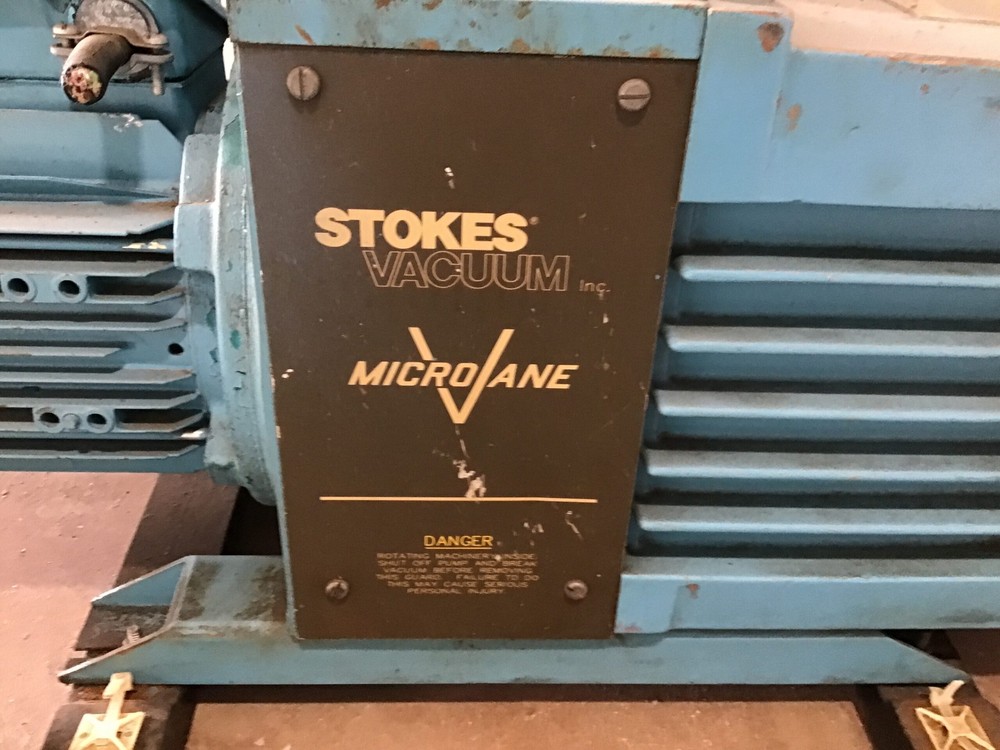 STOKES®
VACUUM Inc.
MICROVANE
DANGER
ROTATING MACHINERY INSIDE
SHUT OFF PUMP AND BREAK
VACUUM BEFORE REMOVING
THIS GUARD. FAILURE TO DO
THIS MAY CAUSE SERIOUS
PERSONAL INJURY.